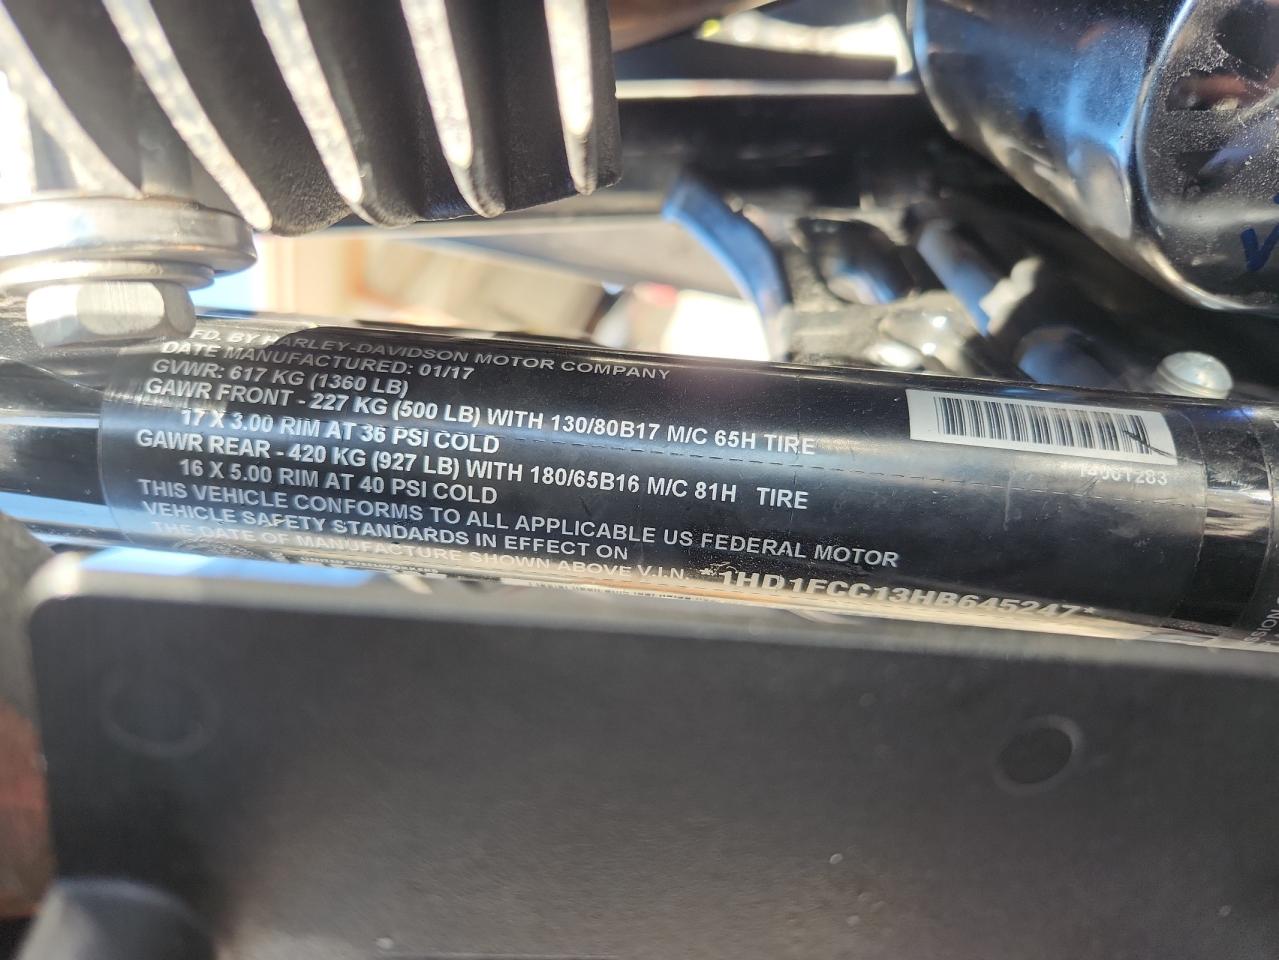 FD. BY HARLEY-DAVIDSON MOTOR COMPANY
DATE MANUFACTURED: 01/17
GVWR: 617 KG (1360 LB)
GAWR FRONT - 227 KG (500 LB) WITH 130/80B17 M/C 65H TIRE
17 X 3.00 RIM AT 36 PSI COLD
GAWR REAR - 420 KG (927 LB) WITH 180/65B16 M/C 81H TIRE
16 X 5.00 RIM AT 40 PSI COLD
THIS VEHICLE CONFORMS TO ALL APPLICABLE US FEDERAL MOTOR
VEHICLE SAFETY STANDARDS IN EFFECT ON
THE DATE OF MANUFACTURE SHOWN ABOVE V.I.N. *1HD1FCC13HB645247*